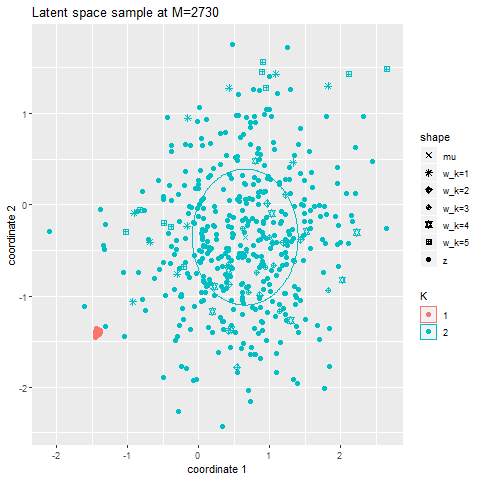 Latent space sample at M=2730
shape
mu
w_k=1
w_k=2
w_k=3
w_k=4
w_k=5
z
K
1
2
coordinate 2
1
0
-1
-2
-2
-1
0
1
2
coordinate 1